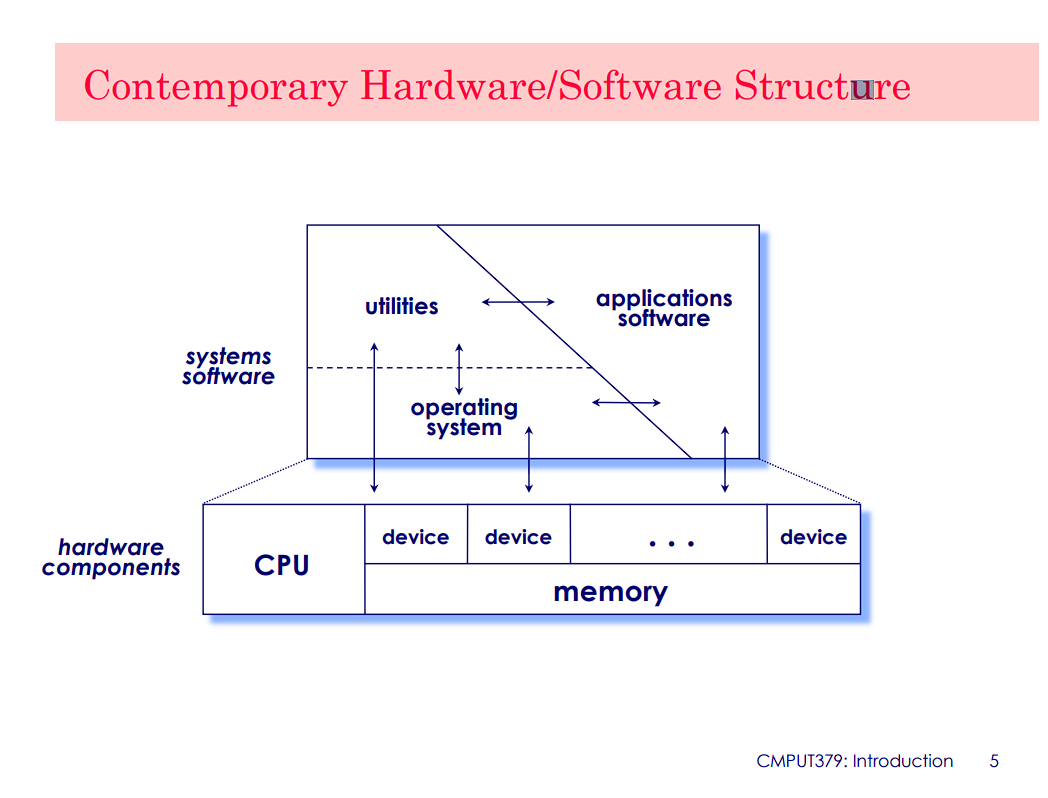 Contemporary Hardware/Software Structure
utilities
applications
software
systems
software
operating
system
device
device
. . .
device
hardware
components
CPU
memory
CMPUT379: Introduction 5